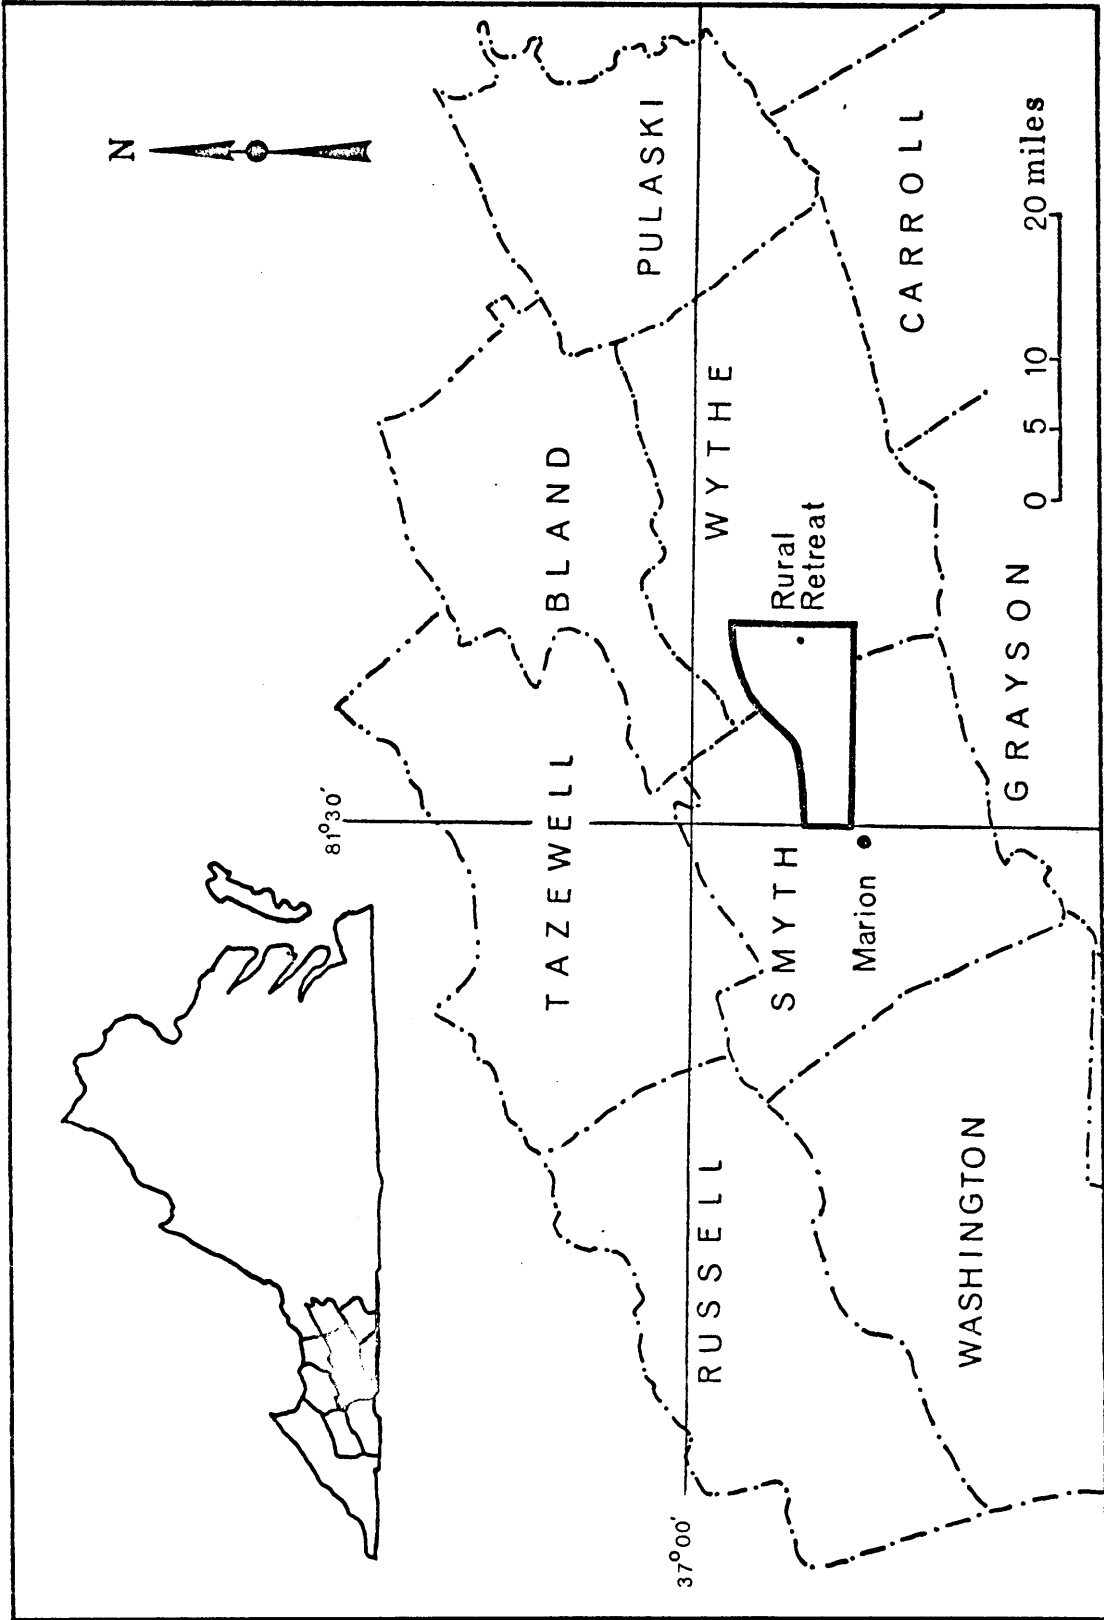 N
81°30'
TAZEWELL
BLAND
PULASKI
37°00'
RUSSELL
SMYTH
WYTHE
Rural
Retreat
Marion
WASHINGTON
GRAYSON
CARROLL
0 5 10 20 miles